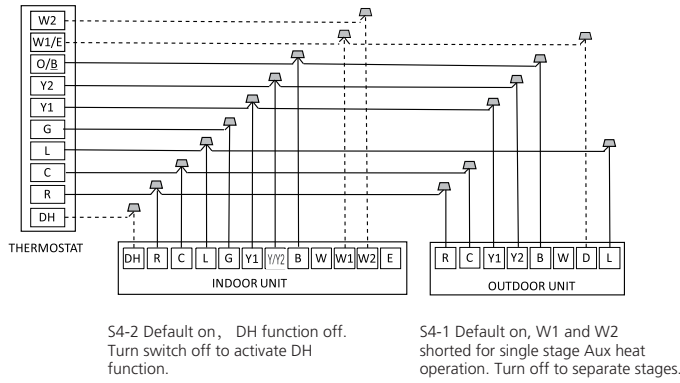 W2
W1/E
O/B
Y2
Y1
G
L
C
R
DH
THERMOSTAT
DH R C L G Y1 Y/Y2 B W W1 W2 E
INDOOR UNIT
R C Y1 Y2 B W D L
OUTDOOR UNIT
S4-2 Default on， DH function off.
Turn switch off to activate DH
function.
S4-1 Default on, W1 and W2
shorted for single stage Aux heat
operation. Turn off to separate stages.